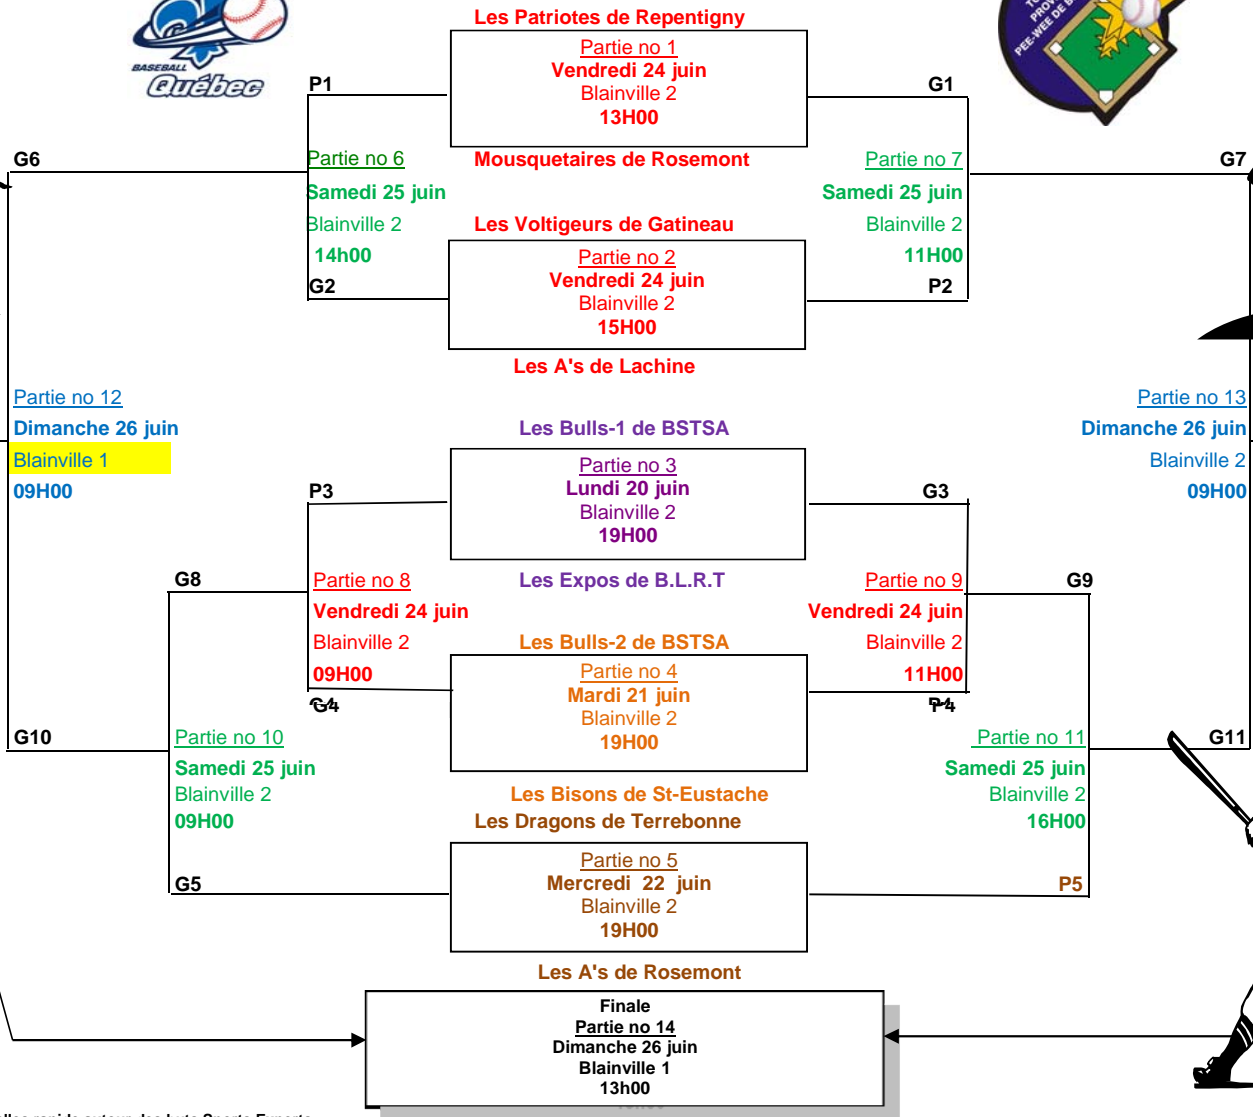 Les Patriotes de Repentigny
PROV
PEE-WEE DE B
BASEBALL
Québec
Partie no 1
Vendredi 24 juin
Blainville 2
13H00
P1
G1
G6
Partie no 6
Samedi 25 juin
Blainville 2
14h00
Mousquetaires de Rosemont
Partie no 7
Samedi 25 juin
Blainville 2
11H00
G7
Les Voltigeurs de Gatineau
Partie no 2
Vendredi 24 juin
Blainville 2
15H00
G2
P2
Les A's de Lachine
Partie no 12
Dimanche 26 juin
Blainville 1
09H00
Partie no 13
Dimanche 26 juin
Blainville 2
09H00
Les Bulls-1 de BSTSA
Partie no 3
Lundi 20 juin
Blainville 2
19H00
P3
G3
G8
Partie no 8
Vendredi 24 juin
Blainville 2
09H00
Les Expos de B.L.R.T
Partie no 9
Vendredi 24 juin
Blainville 2
11H00
G9
Les Bulls-2 de BSTSA
Partie no 4
Mardi 21 juin
Blainville 2
19H00
G4
P4
G10
Partie no 10
Samedi 25 juin
Blainville 2
09H00
Partie no 11
Samedi 25 juin
Blainville 2
16H00
G11
Les Bisons de St-Eustache
Les Dragons de Terrebonne
Partie no 5
Mercredi 22 juin
Blainville 2
19H00
G5
P5
Les A's de Rosemont
Finale
Partie no 14
Dimanche 26 juin
Blainville 1
13h00